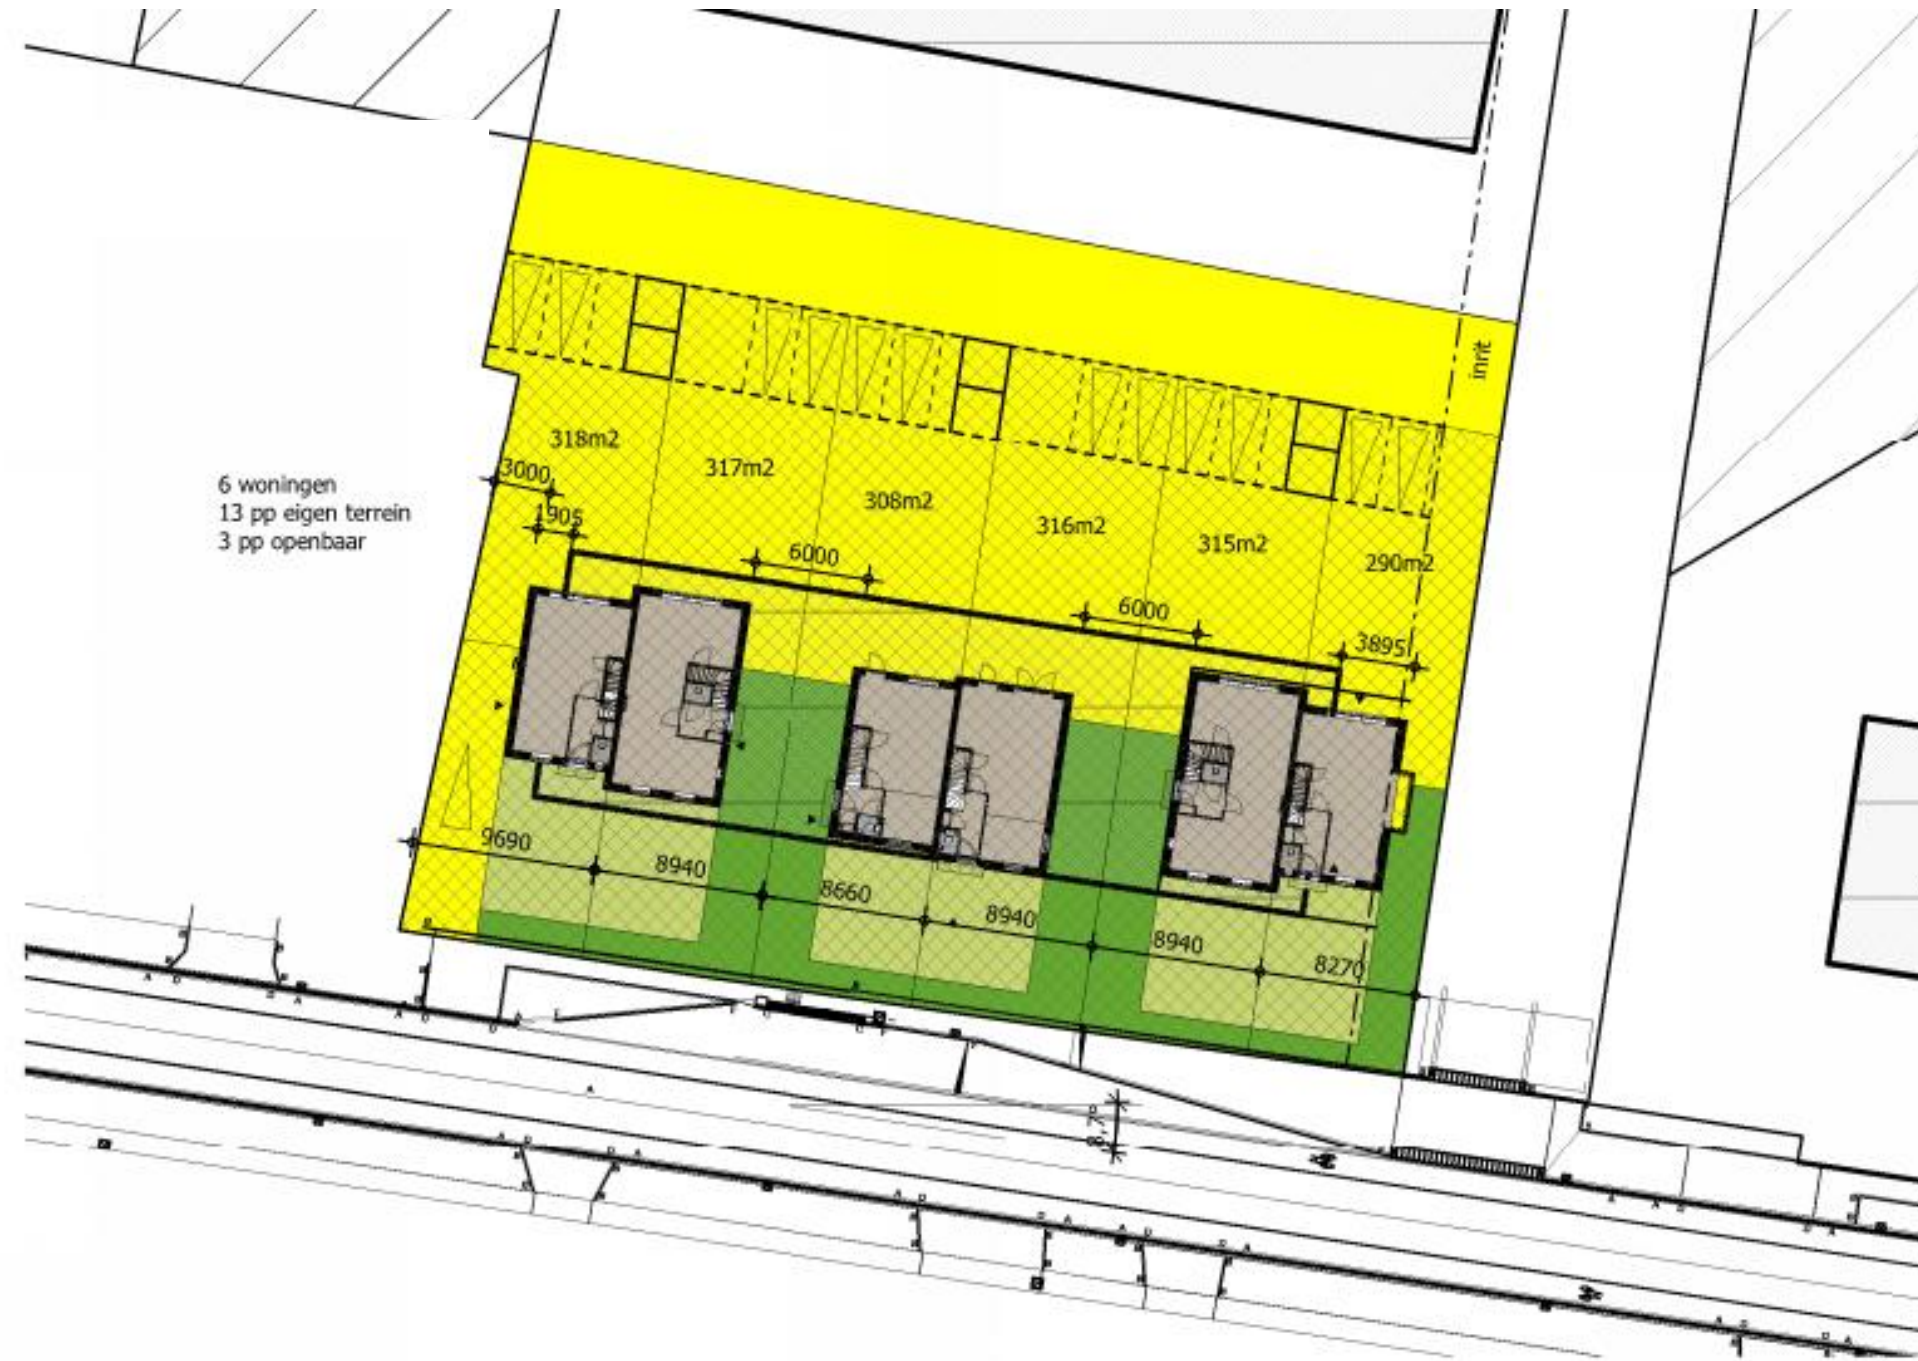 inrit
318m2
317m2
308m2
316m2
315m2
290m2
6 woningen
13 pp eigen terrein
3 pp openbaar
3000
1905
6000
6000
3895
9690
8940
8660
8940
8940
8270